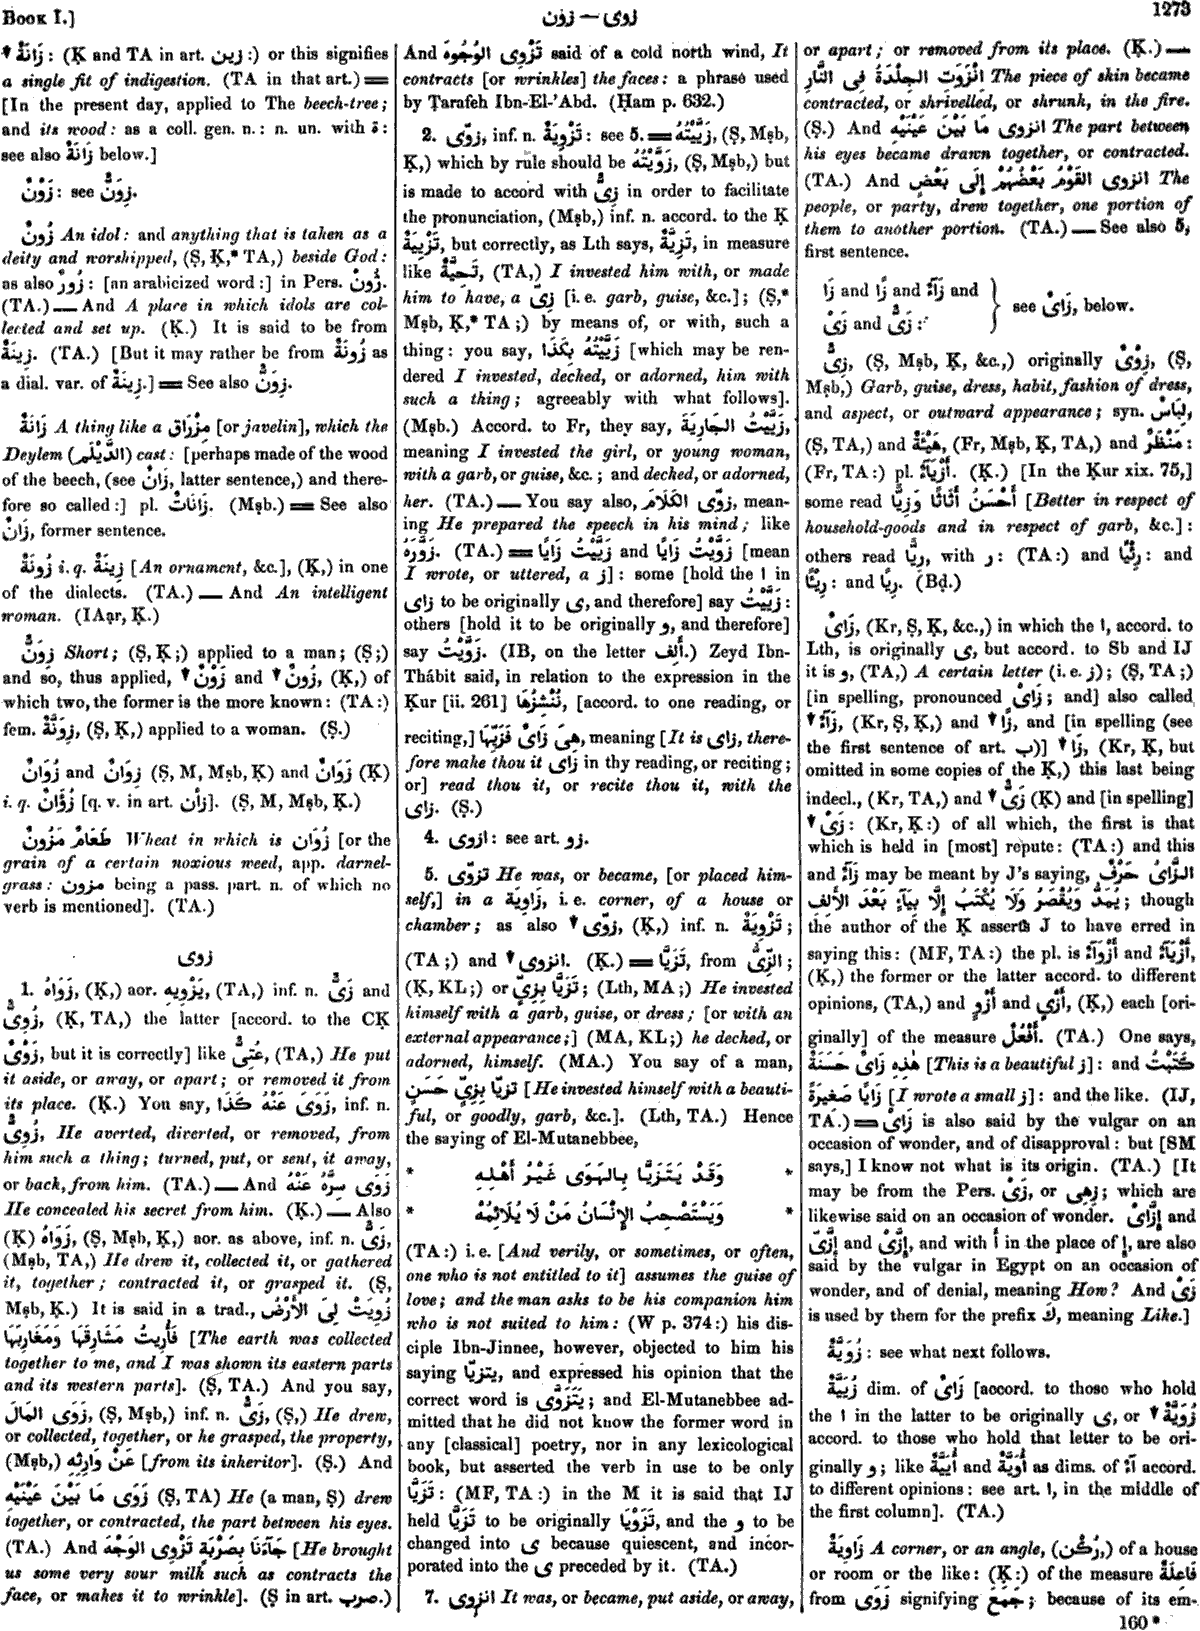 BOOK I.]
زون — زوى
1273
زَانَةٌ : (Ḳ and TA in art. زين :) or this signifies
a single fit of indigestion. (TA in that art.) ==
[In the present day, applied to The beech-tree;
and its wood: as a coll. gen. n.: n. un. with ة:
see also زَانَةٌ below.]
زَوْنٌ : see زِوَنٌّ.
زُونٌ An idol: and anything that is taken as a
deity and worshipped, (Ṣ, Ḳ,* TA,) beside God:
as also زُورٌ : [an arabicized word:] in Pers. زُونْ.
(TA.) — And A place in which idols are col-
lected and set up. (Ḳ.) It is said to be from
زِينَةٌ. (TA.) [But it may rather be from زُونَةٌ as
a dial. var. of زِينَةٌ.] == See also زِوَنٌّ.
زَانَةٌ A thing like a مِزْرَاق [or javelin], which the
Deylem (الدَّيْلَم) cast: [perhaps made of the wood
of the beech, (see زَانٌ, latter sentence,) and there-
fore so called:] pl. زَانَاتٌ. (Mṣb.) == See also
زَانٌ, former sentence.
زُونَةٌ i. q. زِينَةٌ [An ornament, &c.], (Ḳ,) in one
of the dialects. (TA.) — And An intelligent
woman. (IAạr, Ḳ.)
زِوَنٌّ Short; (Ṣ, Ḳ;) applied to a man; (Ṣ;)
and so, thus applied, زَوْنٌ and زُونٌ, (Ḳ,) of
which two, the former is the more known: (TA:)
fem. زِوَنَّةٌ, (Ṣ, Ḳ,) applied to a woman. (Ṣ.)
زُوَانٌ and زِوَانٌ (Ṣ, M, Mṣb, Ḳ) and زَوَانٌ (Ḳ)
i. q. زُؤَانٌ [q. v. in art. زأن]. (Ṣ, M, Mṣb, Ḳ.)
طَعَامٌ مَزُونٌ Wheat in which is زُوَان [or the
grain of a certain noxious weed, app. darnel-
grass: مزون being a pass. part. n. of which no
verb is mentioned]. (TA.)
زوى
1. زَوَاهُ, (Ḳ,) aor. يَزْوِيهِ, (TA,) inf. n. زَىٌّ and
زُوِىٌّ, (Ḳ, TA,) the latter [accord. to the CḲ
زَوْىٌ, but it is correctly] like عُتِىٌّ, (TA,) He put
it aside, or away, or apart; or removed it from
its place. (Ḳ.) You say, زَوَى عَنْهُ كَذَا, inf. n.
زُوِىٌّ, He averted, diverted, or removed, from
him such a thing; turned, put, or sent, it away,
or back, from him. (TA.) — And زَوَى سِرَّهُ عَنْهُ
He concealed his secret from him. (Ḳ.) — Also
(Ḳ) زَوَاهُ, (Ṣ, Mṣb, Ḳ,) aor. as above, inf. n. زَىٌّ,
(Mṣb, TA,) He drew it, collected it, or gathered
it, together; contracted it, or grasped it. (Ṣ,
Mṣb, Ḳ.) It is said in a trad., زُوِيَتْ لِىَ الأَرْضُ
فَأُرِيتُ مَشَارِقَهَا وَمَغَارِبَهَا [The earth was collected
together to me, and I was shown its eastern parts
and its western parts]. (Ṣ, TA.) And you say,
زَوَى المَالَ, (Ṣ, Mṣb,) inf. n. زَىٌّ, (Ṣ,) He drew,
or collected, together, or he grasped, the property,
(Mṣb,) عَنْ وَارِثِهِ [from its inheritor]. (Ṣ.) And
زَوَى مَا بَيْنَ عَيْنَيْهِ (Ṣ, TA) He (a man, Ṣ) drew
together, or contracted, the part between his eyes.
(TA.) And جَآءَنَا بِصَرْبَةٍ تَزْوِى الوَجْهَ [He brought
us some very sour milk such as contracts the
face, or makes it to wrinkle]. (Ṣ in art. صرب.)
And تَزْوِى الوُجُوهَ said of a cold north wind, It
contracts [or wrinkles] the faces: a phrase used
by Ṭarafeh Ibn-El-'Abd. (Ḥam p. 632.)
2. زوّى, inf. n. تَزْوِيَةٌ : see 5. == زَيَّيْتُهُ, (Ṣ, Mṣb,
Ḳ,) which by rule should be زَوَّيْتُهُ, (Ṣ, Mṣb,) but
is made to accord with زِىٌّ in order to facilitate
the pronunciation, (Mṣb,) inf. n. accord. to the Ḳ
تَزْيِيَةٌ, but correctly, as Lth says, تَزِيَّةٌ, in measure
like تَحِيَّةٌ, (TA,) I invested him with, or made
him to have, a زِىّ [i. e. garb, guise, &c.]; (Ṣ,*
Mṣb, Ḳ,* TA;) by means of, or with, such a
thing: you say, زَيَّيْتُهُ بِكَذَا [which may be ren-
dered I invested, decked, or adorned, him with
such a thing; agreeably with what follows].
(Mṣb.) Accord. to Fr, they say, زَيَّيْتُ الجَارِيَةَ,
meaning I invested the girl, or young woman,
with a garb, or guise, &c.; and decked, or adorned,
her. (TA.) — You say also, زوّى الكَلَامَ, mean-
ing He prepared the speech in his mind; like
زَوَّرَهُ. (TA.) == زَيَّيْتُ زَايًا and زَوَّيْتُ زَايًا [mean
I wrote, or uttered, a ز] : some [hold the ا in
زاى to be originally ى, and therefore] say زَيَّيْتُ :
others [hold it to be originally و, and therefore]
say زَوَّيْتُ. (IB, on the letter أَلِف.) Zeyd Ibn-
Thábit said, in relation to the expression in the
Ḳur [ii. 261] نُنْشِزُهَا, [accord. to one reading, or
reciting,] هِىَ زَاىٌ فَزَيِّهَا, meaning [It is زاى, there-
fore make thou it زاى in thy reading, or reciting;
or] read thou it, or recite thou it, with the
زاى. (Ṣ.)
4. ازوى : see art. زو.
5. تزوّى He was, or became, [or placed him-
self,] in a زَاوِيَة, i. e. corner, of a house or
chamber; as also زوّى, (Ḳ,) inf. n. تَزْوِيَةٌ ;
(TA;) and انزوى. (Ḳ.) == تَزَيَّا, from الزِّىُّ ;
(Ḳ, KL;) or تَزَيَّا بِزِىٍّ ; (Lth, MA;) He invested
himself with a garb, guise, or dress; [or with an
external appearance;] (MA, KL;) he decked, or
adorned, himself. (MA.) You say of a man,
تزيّا بِزِىٍّ حَسَنٍ [He invested himself with a beauti-
ful, or goodly, garb, &c.]. (Lth, TA.) Hence
the saying of El-Mutanebbee,
* وَقَدْ يَتَزَيَّا بِالهَوَى غَيْرُ أَهْلِهِ *
* وَيَسْتَصْحِبُ الإِنْسَانُ مَنْ لَا يُلَائِمُهْ *
(TA:) i. e. [And verily, or sometimes, or often,
one who is not entitled to it] assumes the guise of
love; and the man asks to be his companion him
who is not suited to him: (W p. 374:) his dis-
ciple Ibn-Jinnee, however, objected to him his
saying يتزيّا, and expressed his opinion that the
correct word is يَتَزَوَّى ; and El-Mutanebbee ad-
mitted that he did not know the former word in
any [classical] poetry, nor in any lexicological
book, but asserted the verb in use to be only
تَزَيَّا : (MF, TA:) in the M it is said that IJ
held تَزَيَّا to be originally تَزَوْيَا, and the و to be
changed into ى because quiescent, and incor-
porated into the ى preceded by it. (TA.)
7. انزوى It was, or became, put aside, or away,
or apart; or removed from its place. (Ḳ.) —
انْزَوَتِ الجِلْدَةُ فِى النَّارِ The piece of skin became
contracted, or shrivelled, or shrunk, in the fire.
(Ṣ.) And انزوى مَا بَيْنَ عَيْنَيْهِ The part between
his eyes became drawn together, or contracted.
(TA.) And انزوى القَوْمُ بَعْضُهُمْ إِلَى بَعْضٍ The
people, or party, drew together, one portion of
them to another portion. (TA.) — See also 5,
first sentence.
زَا and زًا and زَآءٌ and
زَىٌّ and زَىْ : } see زَاىٌ, below.
زِىٌّ, (Ṣ, Mṣb, Ḳ, &c.,) originally زِوْىٌ, (Ṣ,
Mṣb,) Garb, guise, dress, habit, fashion of dress,
and aspect, or outward appearance; syn. لِبَاسٌ,
(Ṣ, TA,) and هَيْئَةٌ, (Fr, Mṣb, Ḳ, TA,) and مَنْظَرٌ :
(Fr, TA:) pl. أَزْيَآءٌ. (Ḳ.) [In the Ḳur xix. 75,]
some read أَحْسَنُ أَثَاثًا وَزِيًّا [Better in respect of
household-goods and in respect of garb, &c.] :
others read رِيًّا, with ر : (TA:) and رِئْيًا : and
رِيْئًا : and رِيًا. (Bḍ.)
زَاىٌ, (Kr, Ṣ, Ḳ, &c.,) in which the ا, accord. to
Lth, is originally ى, but accord. to Sb and IJ
it is و, (TA,) A certain letter (i. e. ز); (Ṣ, TA;)
[in spelling, pronounced زَاىْ ; and] also called
زَآءٌ, (Kr, Ṣ, Ḳ,) and زًا, and [in spelling (see
the first sentence of art. ب)] زَا, (Kr, Ḳ, but
omitted in some copies of the Ḳ,) this last being
indecl., (Kr, TA,) and زَىٌّ (Ḳ) and [in spelling]
زَىْ : (Kr, Ḳ:) of all which, the first is that
which is held in [most] repute: (TA:) and this
and زَآءٌ may be meant by J's saying, الزَّاىُ حَرْفٌ
يُمَدُّ وَيُقْصَرُ وَلَا يُكْتَبُ إِلَّا بِيَآءٍ بَعْدَ الأَلِفِ ; though
the author of the Ḳ asserts J to have erred in
saying this: (MF, TA:) the pl. is أَزْوَآءٌ and أَزْيَآءٌ,
(Ḳ,) the former or the latter accord. to different
opinions, (TA,) and أَزْوٍ and أَزْىٍ, (Ḳ,) each [ori-
ginally] of the measure أَفْعُلٌ. (TA.) One says,
هٰذِهِ زَاىٌ حَسَنَةٌ [This is a beautiful ز] : and كَتَبْتُ
زَايًا صَغِيرَةً [I wrote a small ز] : and the like. (IJ,
TA.) == زَاىْ is also said by the vulgar on an
occasion of wonder, and of disapproval: but [SM
says,] I know not what is its origin. (TA.) [It
may be from the Pers. زَىْ, or زِهِى ; which are
likewise said on an occasion of wonder. إِزَّاىْ and
إِزَّىْ and إِزَّىّ, and with أَ in the place of إِ, are also
said by the vulgar in Egypt on an occasion of
wonder, and of denial, meaning How? And زَىْ
is used by them for the prefix كَ, meaning Like.]
زُوَيَّةٌ : see what next follows.
زُيَيَّةٌ dim. of زَاىٌ [accord. to those who hold
the ا in the latter to be originally ى, or زُوَيَّةٌ
accord. to those who hold that letter to be ori-
ginally و ; like أُيَيَّةٌ and أُوَيَّةٌ as dims. of آءٌ accord.
to different opinions: see art. ا, in the middle of
the first column]. (TA.)
زَاوِيَةٌ A corner, or an angle, (رُكْن,) of a house
or room or the like: (Ḳ:) of the measure فَاعِلَةٌ
from زَوَى signifying جَمَعَ ; because of its em-
160 *